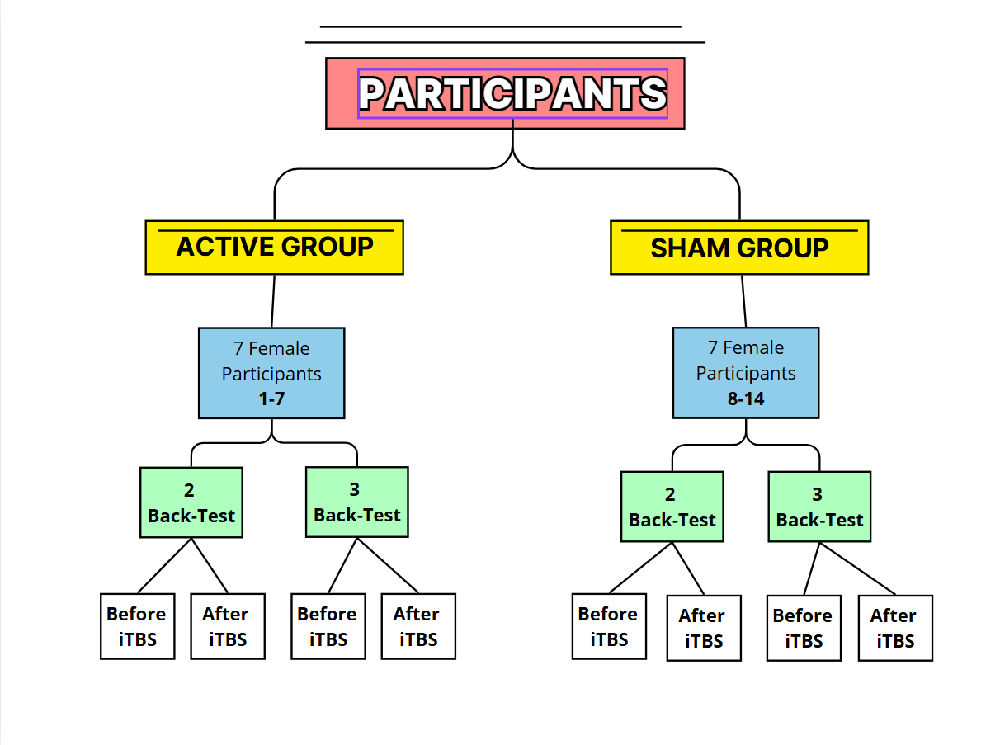 PARTICIPANTS
ACTIVE GROUP
SHAM GROUP
7 Female
Participants
1-7
7 Female
Participants
8-14
2
Back-Test
3
Back-Test
2
Back-Test
3
Back-Test
Before
iTBS
After
iTBS
Before
iTBS
After
iTBS
Before
iTBS
After
iTBS
Before
iTBS
After
iTBS